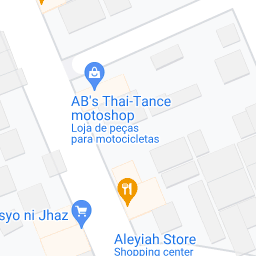 AB's Thai-Tance
motoshop
Loja de peças
para motocicletas
syo ni Jhaz
Aleyiah Store
Shopping center